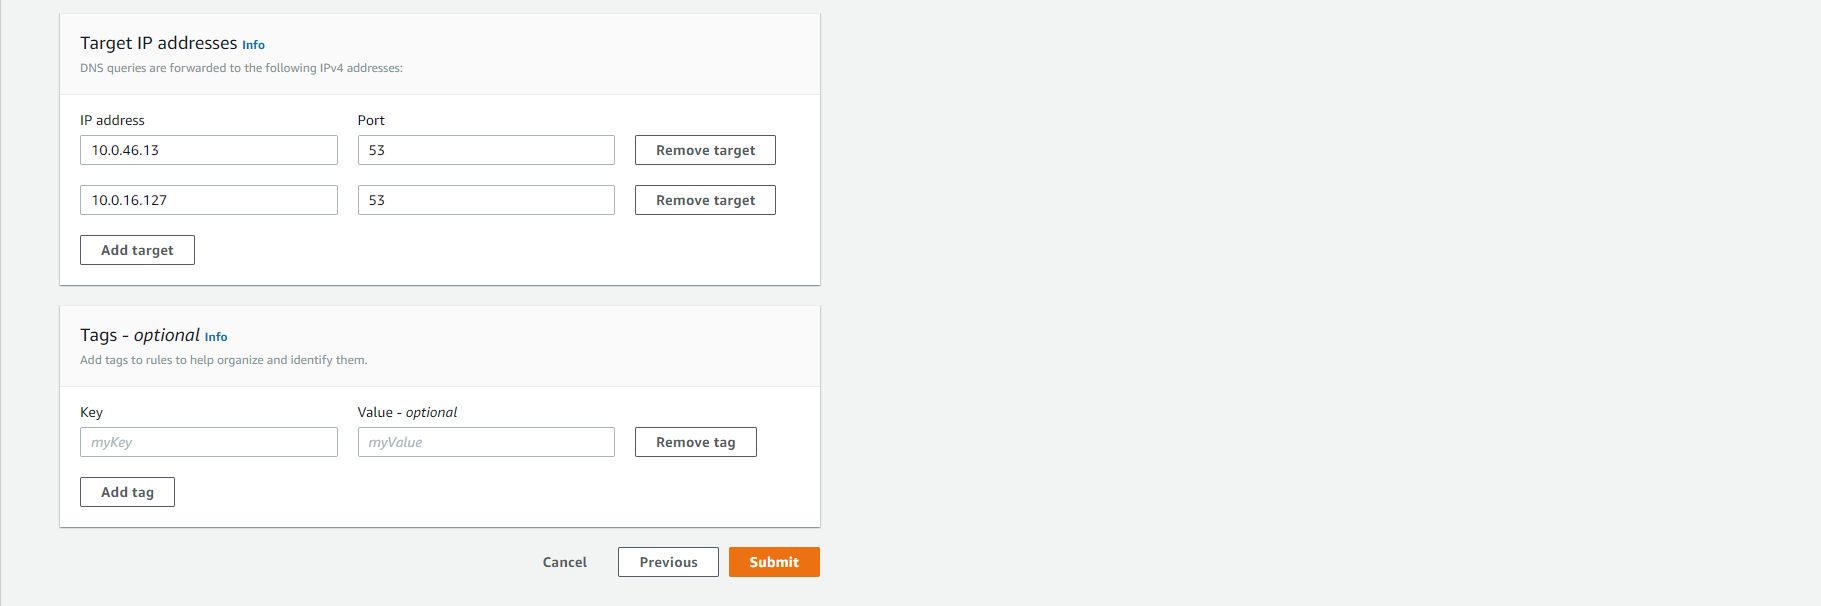 Target IP addresses Info
DNS queries are forwarded to the following IPv4 addresses:
IP address Port
10.0.46.13 53 Remove target
10.0.16.127 53 Remove target
Add target
Tags - optional Info
Add tags to rules to help organize and identify them.
Key Value - optional
myKey myValue Remove tag
Add tag
Cancel Previous Submit